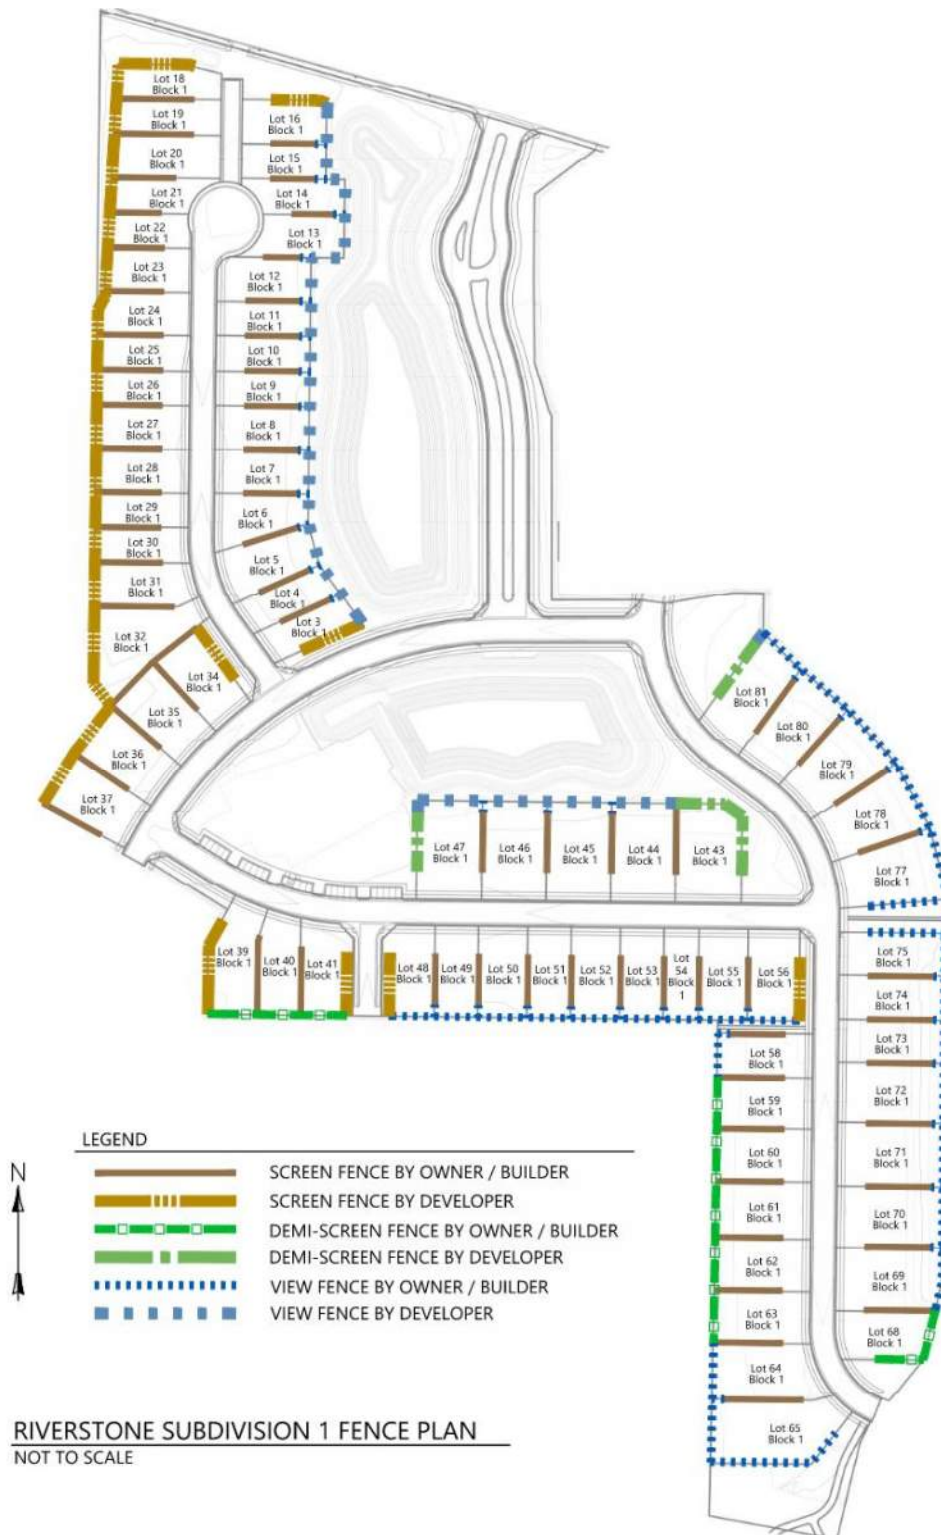 Lot 18
Block 1
Lot 19
Block 1
Lot 20
Block 1
Lot 21
Block 1
Lot 22
Block 1
Lot 23
Block 1
Lot 24
Block 1
Lot 25
Block 1
Lot 26
Block 1
Lot 27
Block 1
Lot 28
Block 1
Lot 29
Block 1
Lot 30
Block 1
Lot 31
Block 1
Lot 32
Block 1
Lot 34
Block 1
Lot 35
Block 1
Lot 36
Block 1
Lot 37
Block 1
Lot 16
Block 1
Lot 15
Block 1
Lot 14
Block 1
Lot 13
Block 1
Lot 12
Block 1
Lot 11
Block 1
Lot 10
Block 1
Lot 9
Block 1
Lot 8
Block 1
Lot 7
Block 1
Lot 6
Block 1
Lot 5
Block 1
Lot 4
Block 1
Lot 3
Block 1
Lot 81
Block 1
Lot 80
Block 1
Lot 79
Block 1
Lot 78
Block 1
Lot 77
Block 1
Lot 47
Block 1
Lot 46
Block 1
Lot 45
Block 1
Lot 44
Block 1
Lot 43
Block 1
Lot 39
Block 1
Lot 40
Block 1
Lot 41
Block 1
Lot 48
Block 1
Lot 49
Block 1
Lot 50
Block 1
Lot 51
Block 1
Lot 52
Block 1
Lot 53
Block 1
Lot
54
Block
1
Lot 55
Block 1
Lot 56
Block 1
Lot 75
Block 1
Lot 74
Block 1
Lot 73
Block 1
Lot 72
Block 1
Lot 71
Block 1
Lot 70
Block 1
Lot 69
Block 1
Lot 68
Block 1
Lot 58
Block 1
Lot 59
Block 1
Lot 60
Block 1
Lot 61
Block 1
Lot 62
Block 1
Lot 63
Block 1
Lot 64
Block 1
Lot 65
Block 1
LEGEND
N
SCREEN FENCE BY OWNER / BUILDER
SCREEN FENCE BY DEVELOPER
DEMI-SCREEN FENCE BY OWNER / BUILDER
DEMI-SCREEN FENCE BY DEVELOPER
VIEW FENCE BY OWNER / BUILDER
VIEW FENCE BY DEVELOPER
RIVERSTONE SUBDIVISION 1 FENCE PLAN
NOT TO SCALE